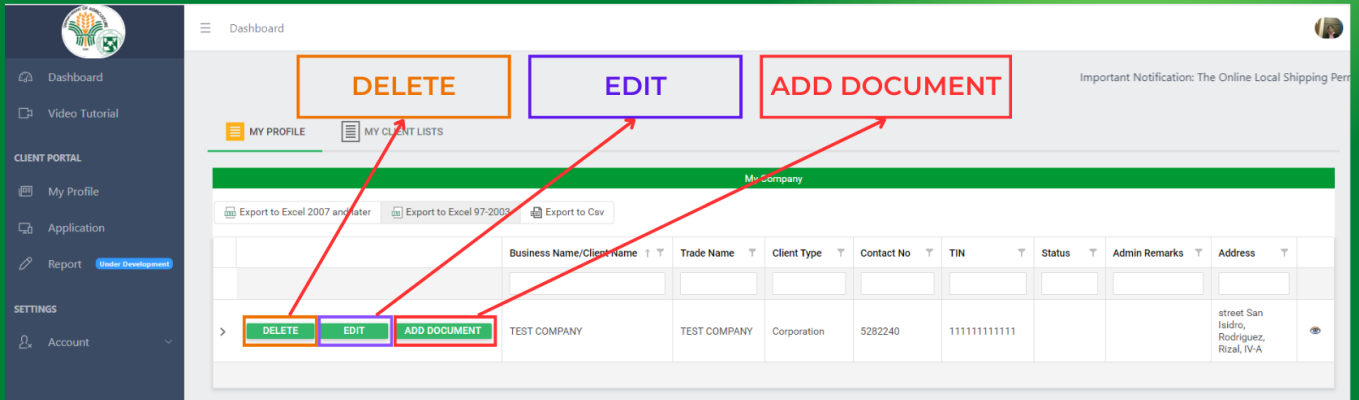 Dashboard
DELETE
EDIT
ADD DOCUMENT
Important Notification: The Online Local Shipping Perr
Dashboard
Video Tutorial
CLIENT PORTAL
My Profile
Application
Report Under Development
SETTINGS
Account
MY PROFILE
MY CLIENT LISTS
My Company
Export to Excel 2007 and later
Export to Excel 97-2003
Export to Csv
Business Name/Client Name
Trade Name
Client Type
Contact No
TIN
Status
Admin Remarks
Address
DELETE
EDIT
ADD DOCUMENT
TEST COMPANY
TEST COMPANY
Corporation
5282240
111111111111
street San
Isidro,
Rodriguez,
Rizal, IV-A